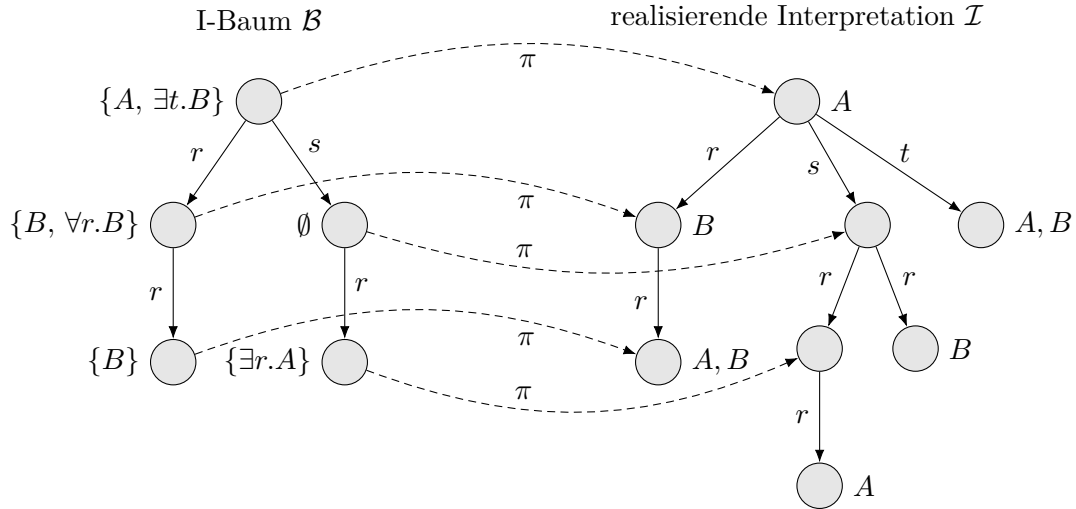 I-Baum ℬ
realisierende Interpretation ℐ
π
{A, ∃t.B}
A
r
s
r
s
t
π
{B, ∀r.B}
∅
B
A, B
π
r
r
r
r
r
π
{B}
{∃r.A}
A, B
B
π
r
A